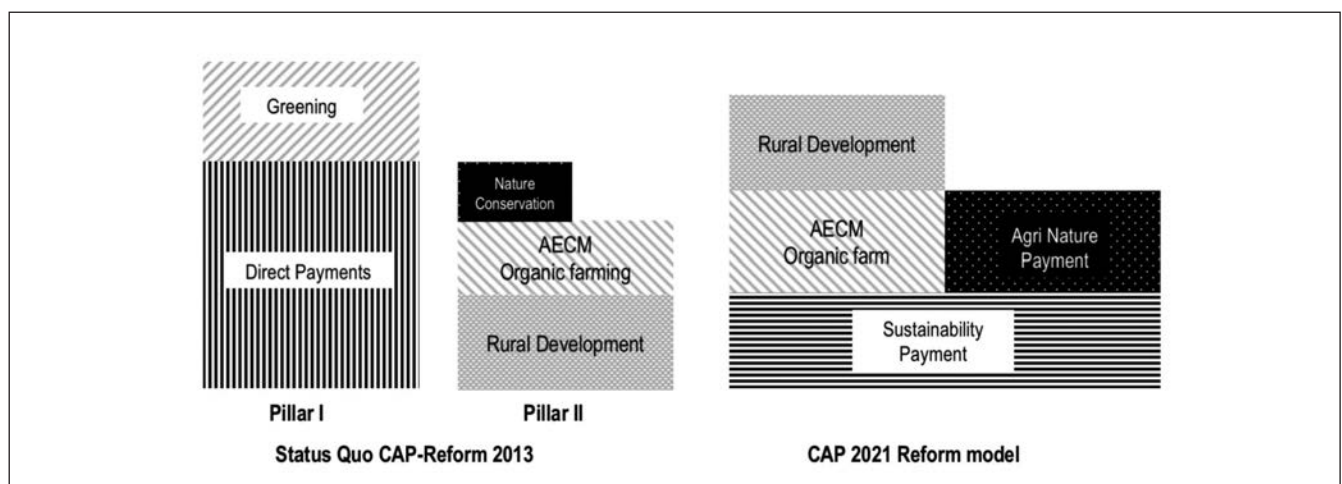 Greening
Direct Payments
Pillar I
Nature
Conservation
AECM
Organic farming
Rural Development
Pillar II
Status Quo CAP-Reform 2013
Rural Development
AECM
Organic farm
Agri Nature
Payment
Sustainability
Payment
CAP 2021 Reform model